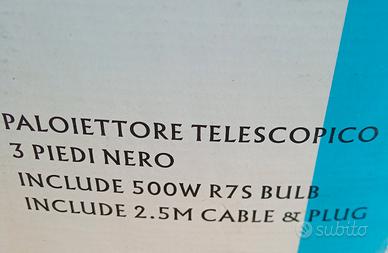 PALOIETTORE TELESCOPICO
3 PIEDI NERO
INCLUDE 500W R7S BULB
INCLUDE 2.5M CABLE & PLUG
subito